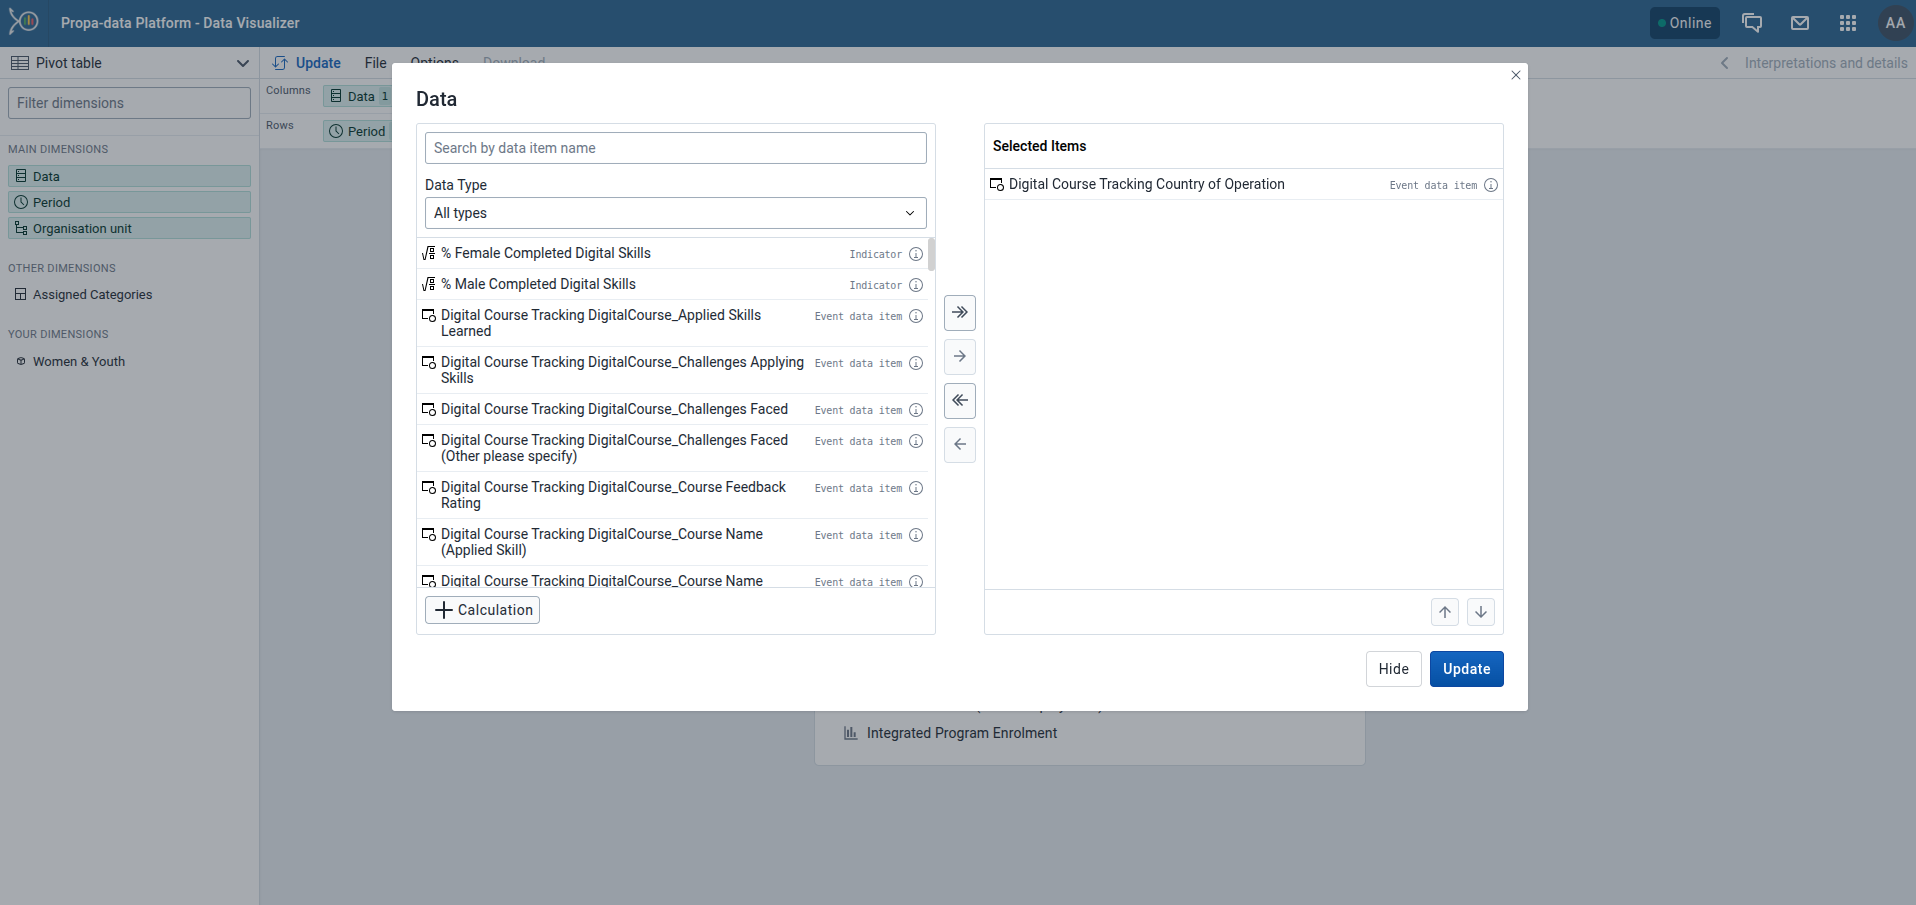 Propa-data Platform - Data Visualizer
Online
AA
Pivot table
Update
File
Options
Download
Interpretations and details
Filter dimensions
Columns
Data 1
Rows
Period
MAIN DIMENSIONS
Data
Period
Organisation unit
OTHER DIMENSIONS
Assigned Categories
YOUR DIMENSIONS
Women & Youth
Data
Search by data item name
Data Type
All types
% Female Completed Digital Skills Indicator
% Male Completed Digital Skills Indicator
Digital Course Tracking DigitalCourse_Applied Skills Event data item
Learned
Digital Course Tracking DigitalCourse_Challenges Applying Event data item
Skills
Digital Course Tracking DigitalCourse_Challenges Faced Event data item
Digital Course Tracking DigitalCourse_Challenges Faced Event data item
(Other please specify)
Digital Course Tracking DigitalCourse_Course Feedback Event data item
Rating
Digital Course Tracking DigitalCourse_Course Name Event data item
(Applied Skill)
Digital Course Tracking DigitalCourse_Course Name Event data item
Calculation
Selected Items
Digital Course Tracking Country of Operation Event data item
Hide
Update
Integrated Program Enrolment